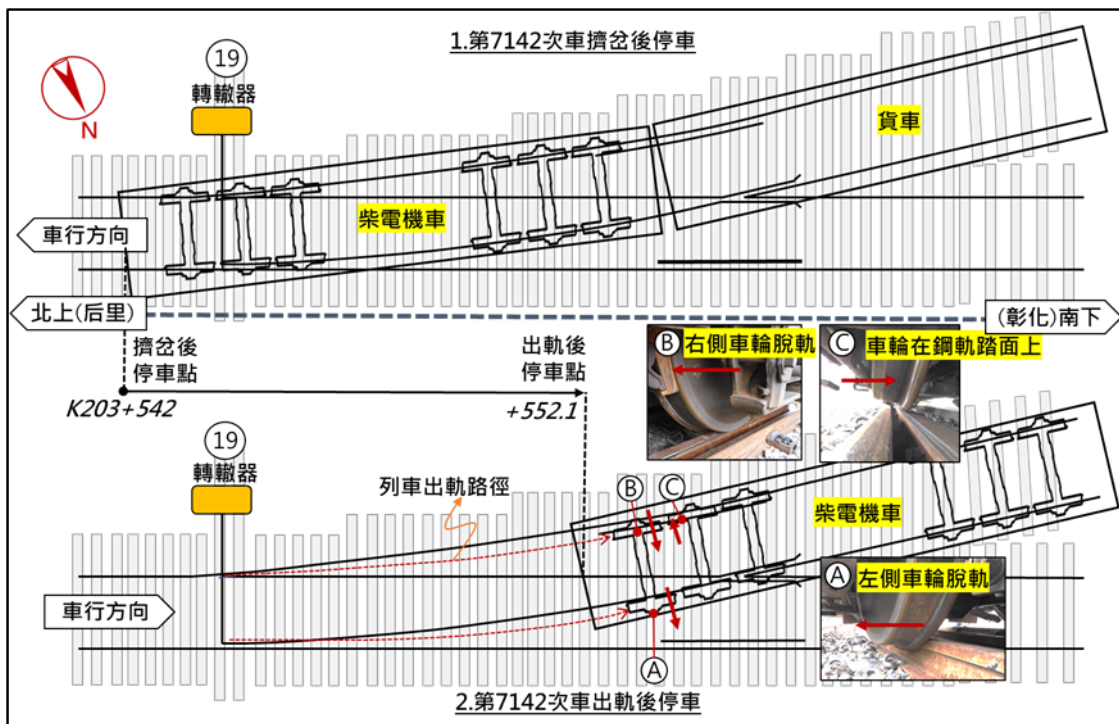 1.第7142次車擠岔後停車
19
轉轍器
N
貨車
柴電機車
車行方向
北上(后里)
(彰化)南下
擠岔後
停車點
出軌後
停車點
K203+542
+552.1
B 右側車輪脫軌
C 車輪在鋼軌踏面上
19
轉轍器
列車出軌路徑
B
C
柴電機車
車行方向
A 左側車輪脫軌
A
2.第7142次車出軌後停車